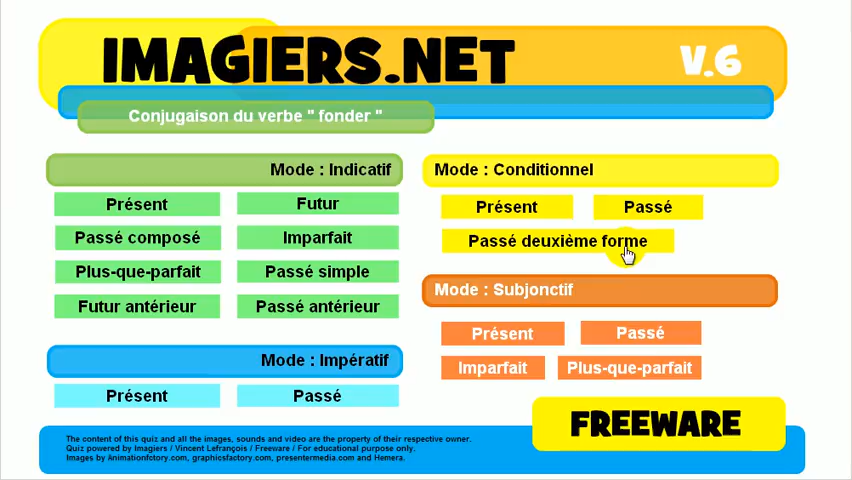 IMAGIERS.NET
V.6
Conjugaison du verbe " fonder "
Mode : Indicatif
Présent
Futur
Passé composé
Imparfait
Plus-que-parfait
Passé simple
Futur antérieur
Passé antérieur
Mode : Impératif
Présent
Passé
Mode : Conditionnel
Présent
Passé
Passé deuxième forme
Mode : Subjonctif
Présent
Passé
Imparfait
Plus-que-parfait
FREEWARE
The content of this quiz and all the images, sounds and video are the property of their respective owner.
Quiz powered by Imagiers / Vincent Lefrançois / Freeware / For educational purpose only.
Images by Animationfctory.com, graphicsfactory.com, presentermedia.com and Hemera.